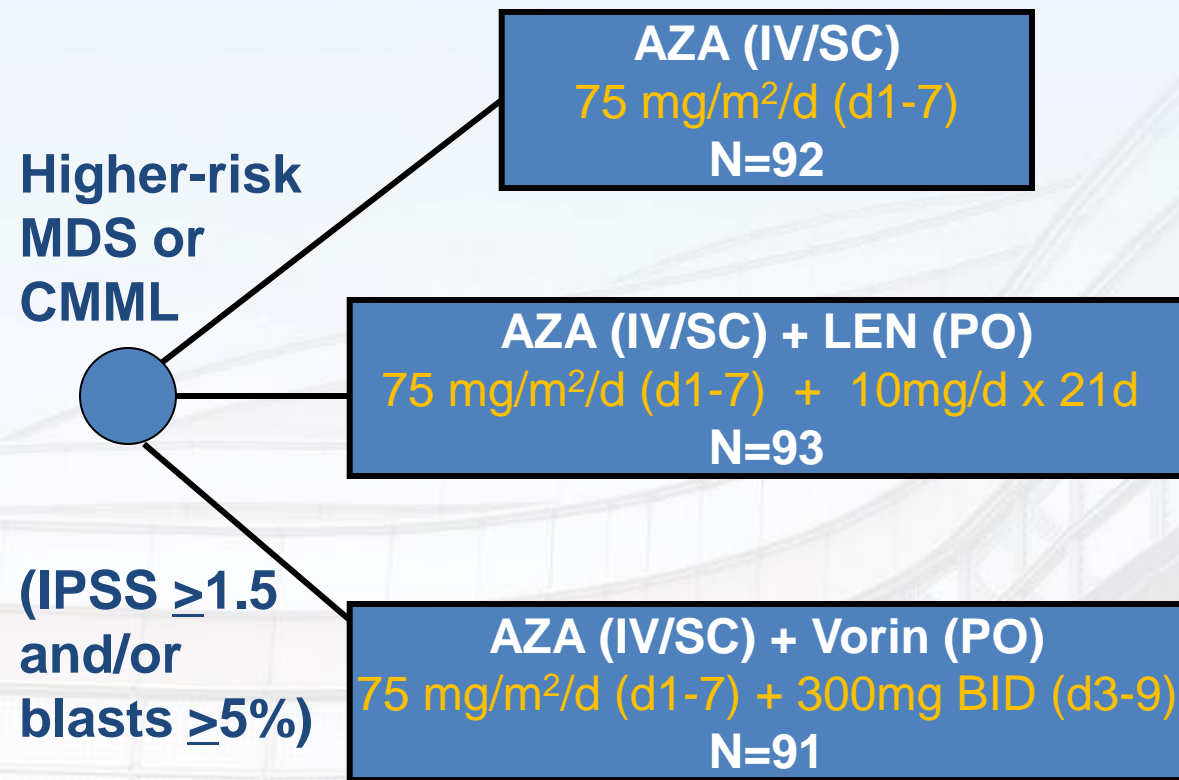 AZA (IV/SC)
75 mg/m²/d (d1-7)
N=92
Higher-risk
MDS or
CMML
AZA (IV/SC) + LEN (PO)
75 mg/m²/d (d1-7) + 10mg/d x 21d
N=93
(IPSS ≥1.5
and/or
blasts ≥5%)
AZA (IV/SC) + Vorin (PO)
75 mg/m²/d (d1-7) + 300mg BID (d3-9)
N=91